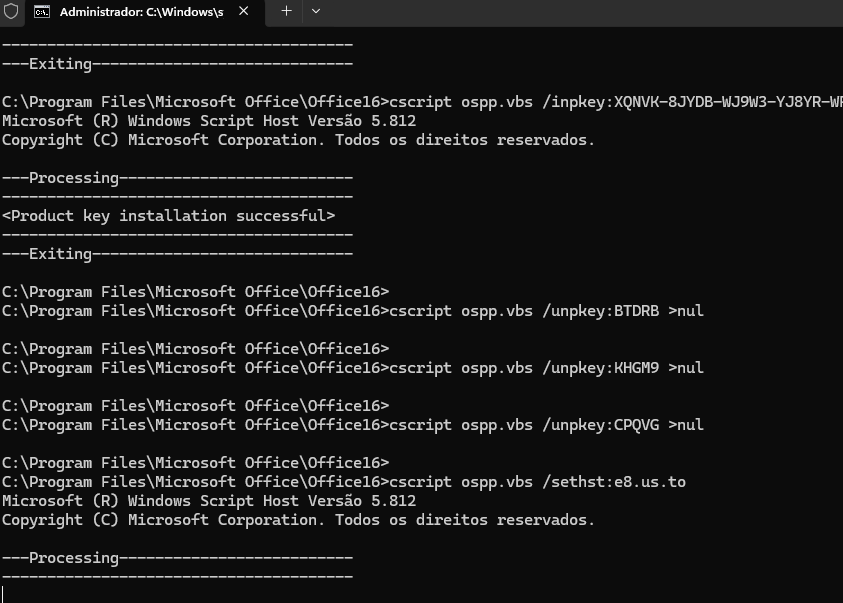 Administrador: C:\Windows\s
---------------------------------------
---Exiting-----------------------------
C:\Program Files\Microsoft Office\Office16>cscript ospp.vbs /inpkey:XQNVK-8JYDB-WJ9W3-YJ8YR-
Microsoft (R) Windows Script Host Versão 5.812
Copyright (C) Microsoft Corporation. Todos os direitos reservados.
---Processing--------------------------
---------------------------------------
<Product key installation successful>
---------------------------------------
---Exiting-----------------------------
C:\Program Files\Microsoft Office\Office16>
C:\Program Files\Microsoft Office\Office16>cscript ospp.vbs /unpkey:BTDRB >nul
C:\Program Files\Microsoft Office\Office16>
C:\Program Files\Microsoft Office\Office16>cscript ospp.vbs /unpkey:KHGM9 >nul
C:\Program Files\Microsoft Office\Office16>
C:\Program Files\Microsoft Office\Office16>cscript ospp.vbs /unpkey:CPQVG >nul
C:\Program Files\Microsoft Office\Office16>
C:\Program Files\Microsoft Office\Office16>cscript ospp.vbs /sethst:e8.us.to
Microsoft (R) Windows Script Host Versão 5.812
Copyright (C) Microsoft Corporation. Todos os direitos reservados.
---Processing--------------------------
---------------------------------------